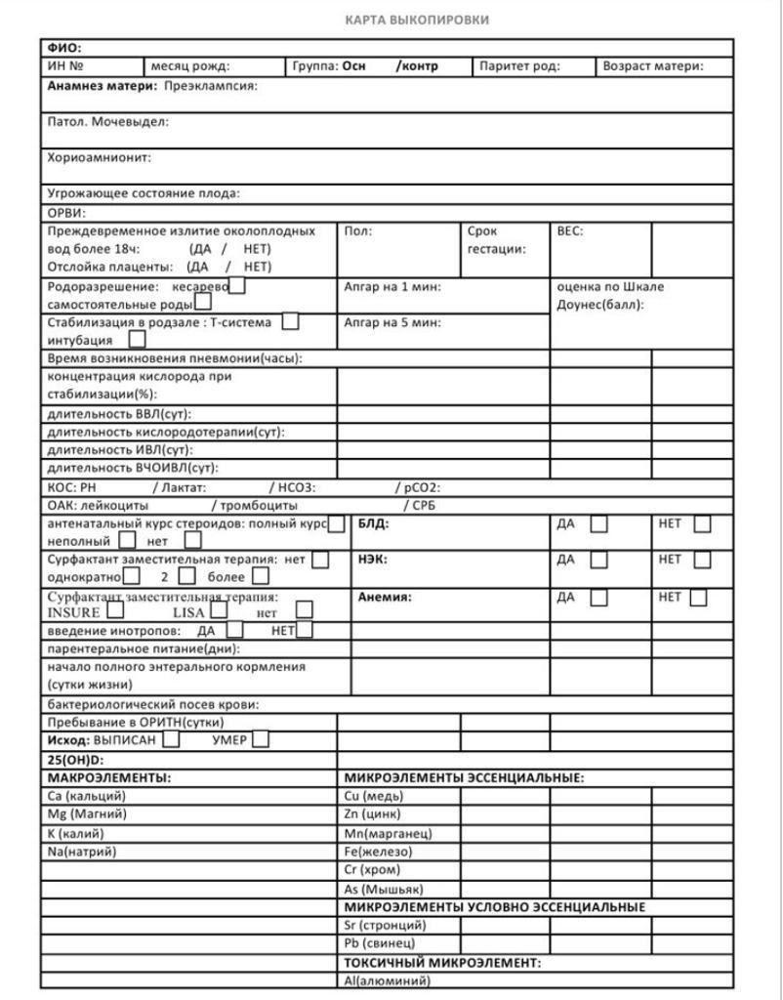 КАРТА ВЫКОПИРОВКИ
ФИО:
ИН № месяц рожд: Группа: Осн /контр Паритет род: Возраст матери:
Анамнез матери: Преэклампсия:
Патол. Мочевыдел:
Хориоамнионит:
Угрожающее состояние плода:
ОРВИ:
Преждевременное излитие околоплодных Пол: Срок ВЕС:
вод более 18ч: (ДА / НЕТ) гестации:
Отслойка плаценты: (ДА / НЕТ)
Родоразрешение: кесарево Апгар на 1 мин: оценка по Шкале
самостоятельные роды Доунес(балл):
Стабилизация в родзале : Т-система Апгар на 5 мин:
интубация
Время возникновения пневмонии(часы):
концентрация кислорода при
стабилизации(%):
длительность ВВЛ(сут):
длительность кислородотерапии(сут):
длительность ИВЛ(сут):
длительность ВЧОИВЛ(сут):
КОС: РН / Лактат: / НСО3: / рСО2:
ОАК: лейкоциты / тромбоциты / СРБ
антенатальный курс стероидов: полный курс БЛД: ДА НЕТ
неполный нет
Сурфактант заместительная терапия: нет НЭК: ДА НЕТ
однократно 2 более
Сурфактант заместительная терапия: Анемия: ДА НЕТ
INSURE LISA нет
введение инотропов: ДА НЕТ
парентеральное питание(дни):
начало полного энтерального кормления
(сутки жизни)
бактериологический посев крови:
Пребывание в ОРИТН(сутки)
Исход: ВЫПИСАН УМЕР
25(ОН)D:
МАКРОЭЛЕМЕНТЫ: МИКРОЭЛЕМЕНТЫ ЭССЕНЦИАЛЬНЫЕ:
Ca (кальций) Cu (медь)
Mg (Магний) Zn (цинк)
K (калий) Mn(марганец)
Na(натрий) Fe(железо)
Cr (хром)
As (Мышьяк)
МИКРОЭЛЕМЕНТЫ УСЛОВНО ЭССЕНЦИАЛЬНЫЕ
Sr (стронций)
Pb (свинец)
ТОКСИЧНЫЙ МИКРОЭЛЕМЕНТ:
Al(алюминий)